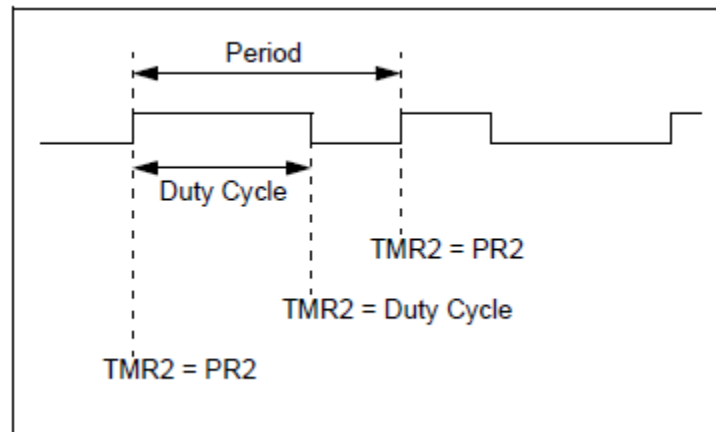 Period
Duty Cycle
TMR2 = PR2
TMR2 = Duty Cycle
TMR2 = PR2